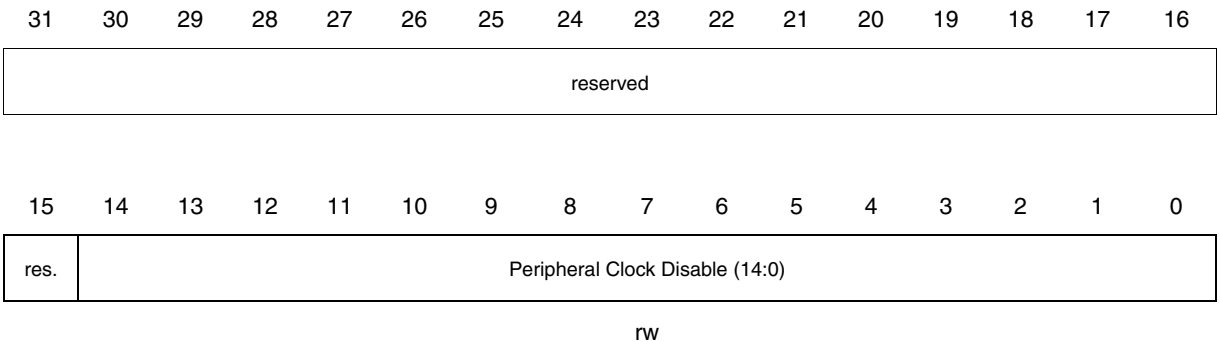 31 30 29 28 27 26 25 24 23 22 21 20 19 18 17 16
reserved
15 14 13 12 11 10 9 8 7 6 5 4 3 2 1 0
res. Peripheral Clock Disable (14:0)
rw